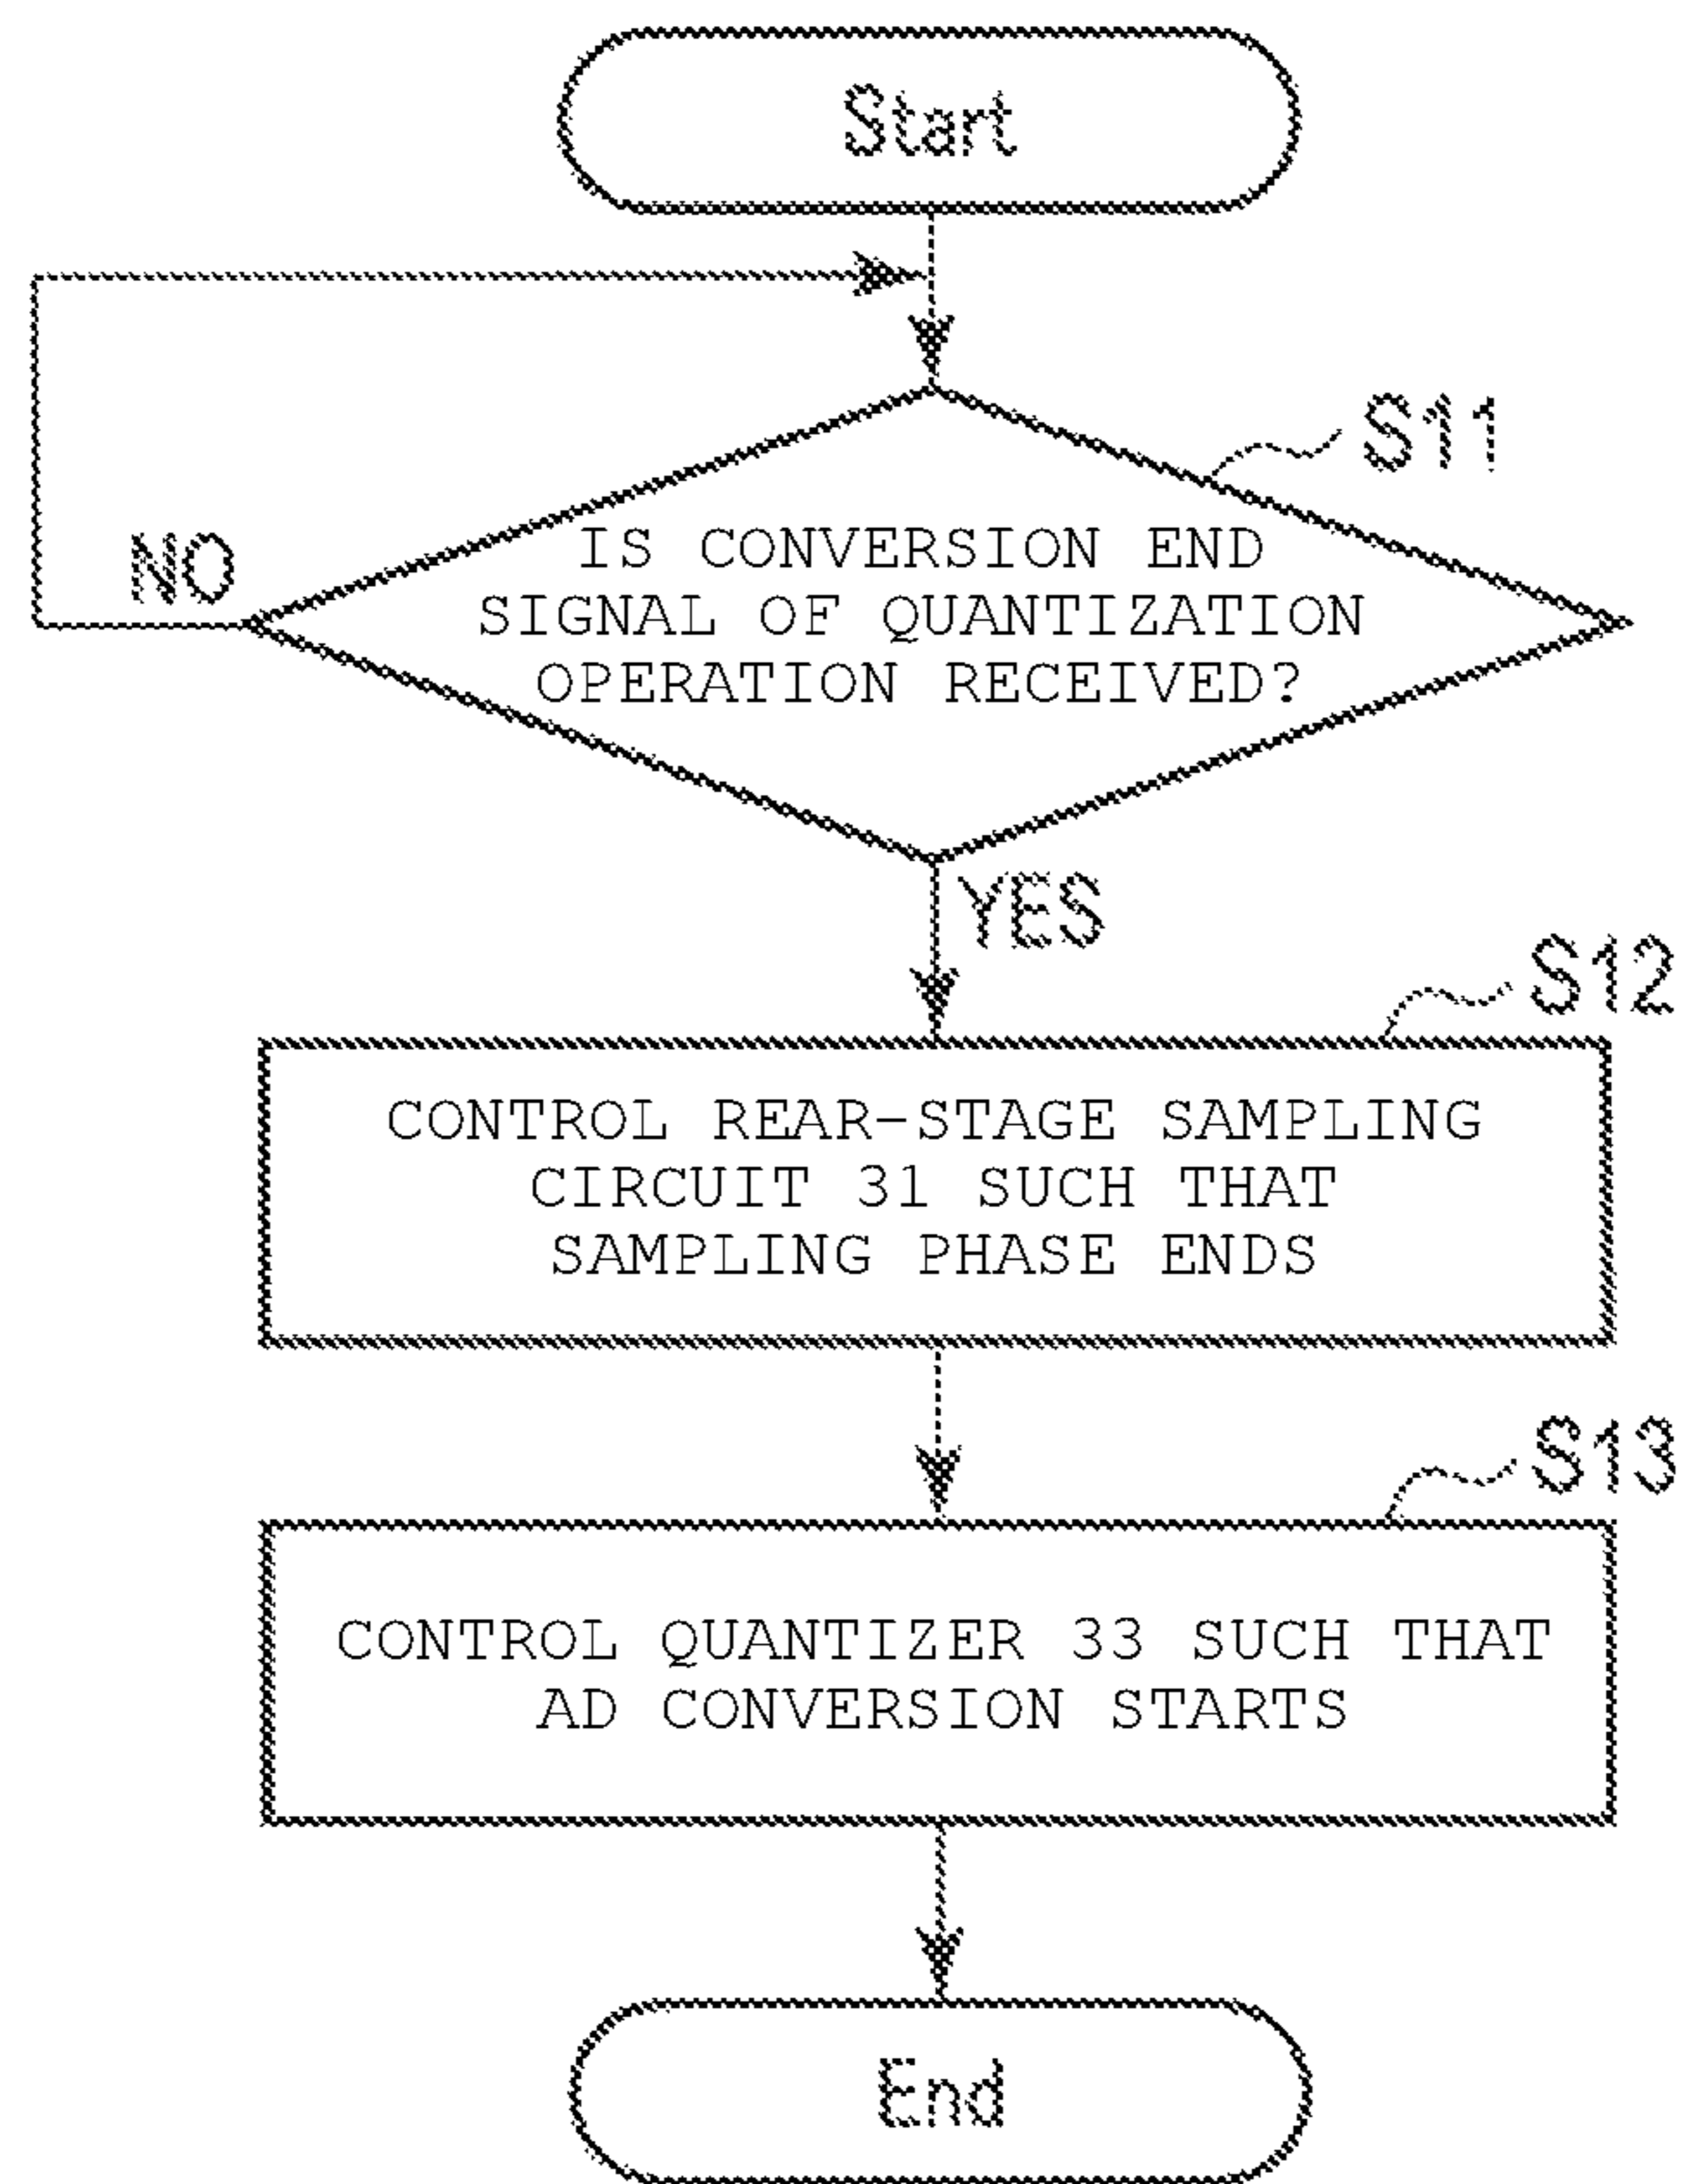 Start
S11
NO
IS CONVERSION END
SIGNAL OF QUANTIZATION
OPERATION RECEIVED?
YES
S12
CONTROL REAR-STAGE SAMPLING
CIRCUIT 31 SUCH THAT
SAMPLING PHASE ENDS
S13
CONTROL QUANTIZER 33 SUCH THAT
AD CONVERSION STARTS
End